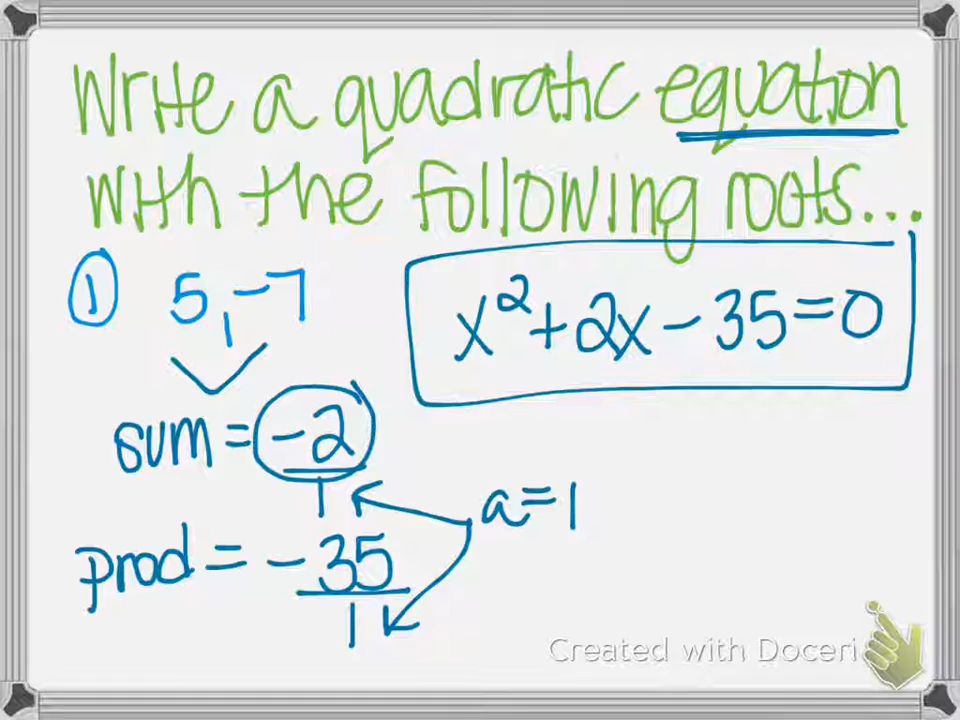 Write a quadratic equation
with the following roots...
① 5, -7
x²+2x-35=0
sum = -2
1
a=1
prod = -35
1
Created with Doceri